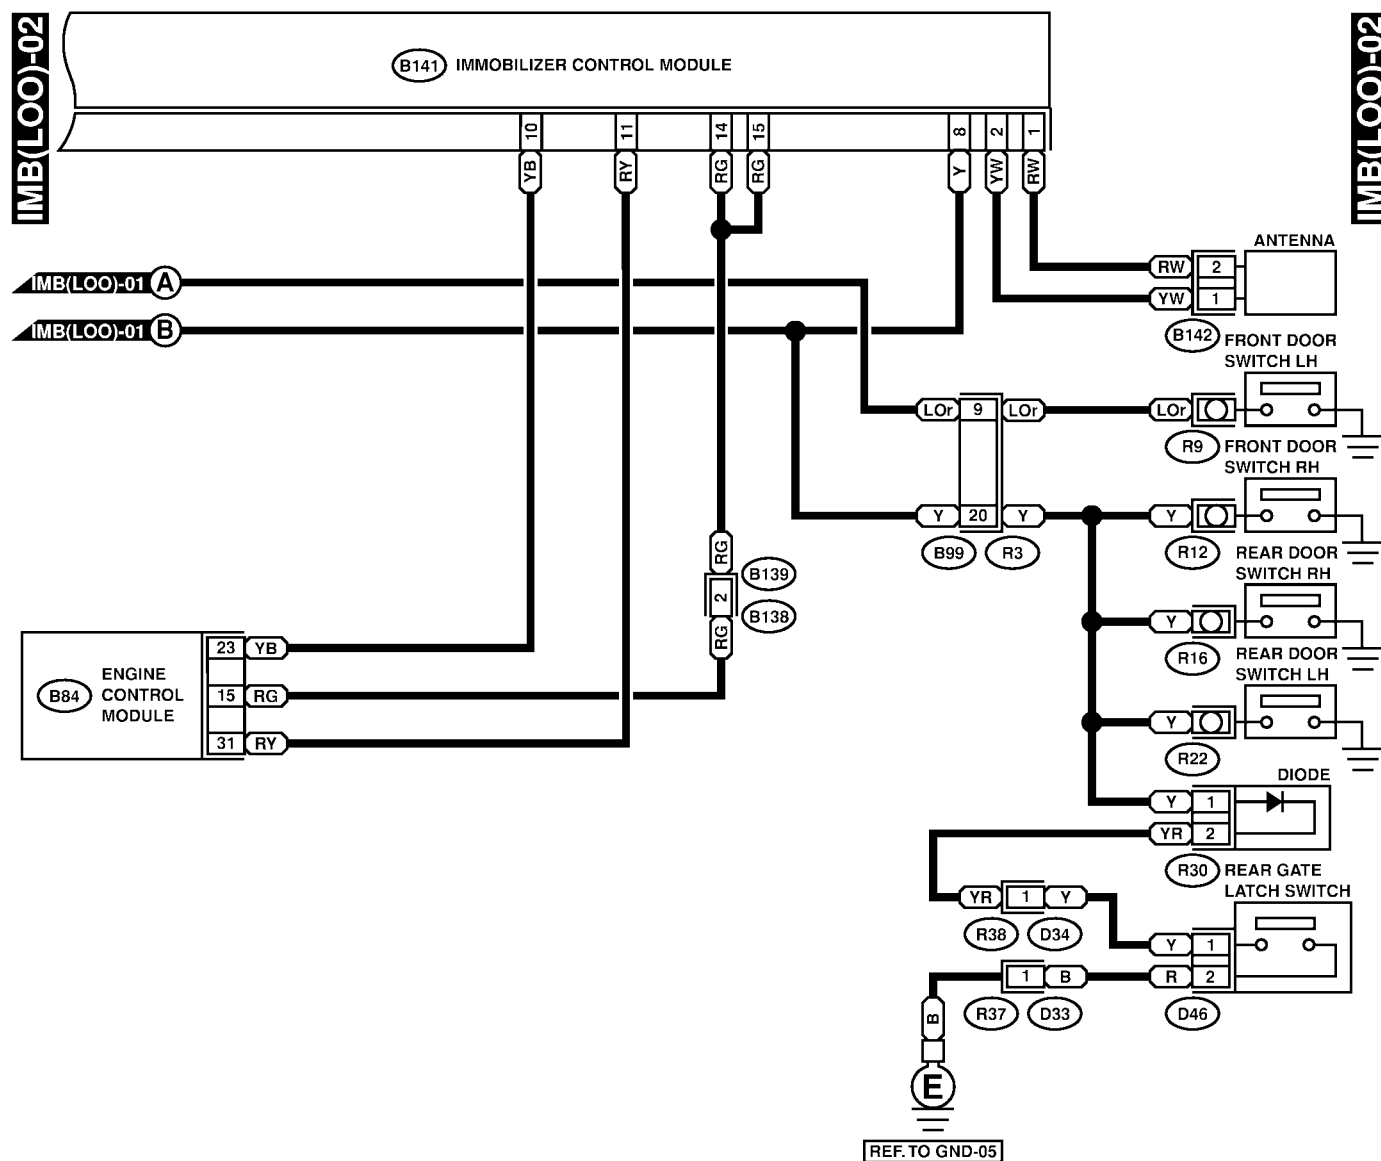 IMB(LOO)-02
IMB(LOO)-02
B141 IMMOBILIZER CONTROL MODULE
10 11 14 15 8 2 1
YB RY RG RG Y YW RW
ANTENNA
RW 2
YW 1
B142
IMB(LOO)-01 A
IMB(LOO)-01 B
FRONT DOOR
SWITCH LH
LOr 9 LOr LOr
R9
FRONT DOOR
SWITCH RH
Y 20 Y Y
B99 R3 R12
REAR DOOR
SWITCH RH
RG
B139
2
B138
RG
Y
R16
REAR DOOR
SWITCH LH
Y
R22
B84
ENGINE
CONTROL
MODULE
23 YB
15 RG
31 RY
DIODE
Y 1
YR 2
R30
REAR GATE
LATCH SWITCH
YR 1 Y
R38 D34
Y 1
1 B R 2
R37 D33 D46
B
E
REF. TO GND-05